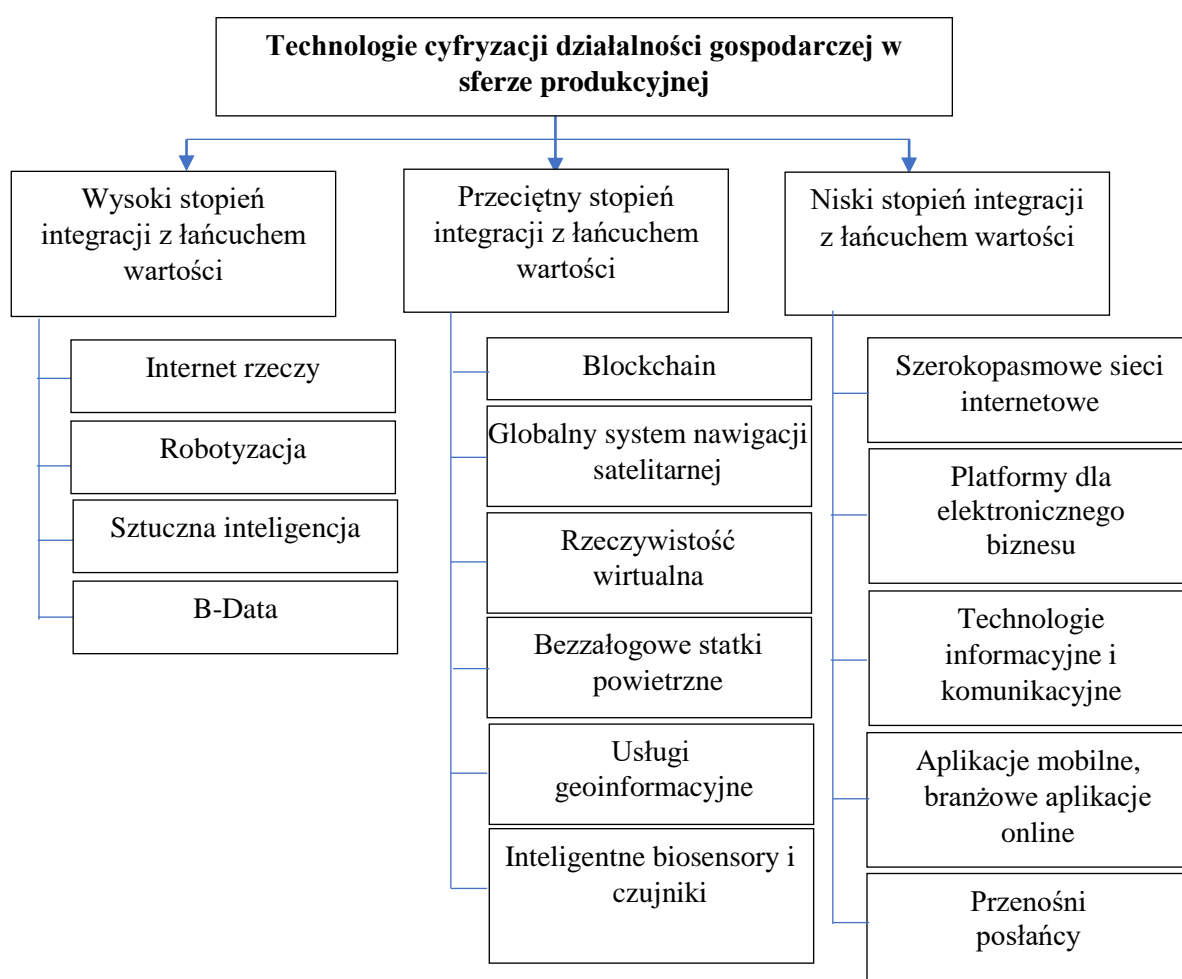 Technologie cyfryzacji działalności gospodarczej w
sferze produkcyjnej
Wysoki stopień
integracji z łańcuchem
wartości
Internet rzeczy
Robotyzacja
Sztuczna inteligencja
B-Data
Przeciętny stopień
integracji z łańcuchem
wartości
Blockchain
Globalny system nawigacji
satelitarnej
Rzeczywistość
wirtualna
Bezzałogowe statki
powietrzne
Usługi
geoinformacyjne
Inteligentne biosensory i
czujniki
Niski stopień integracji
z łańcuchem wartości
Szerokopasmowe sieci
internetowe
Platformy dla
elektronicznego
biznesu
Technologie
informacyjne i
komunikacyjne
Aplikacje mobilne,
branżowe aplikacje
online
Przenośni
posłańcy